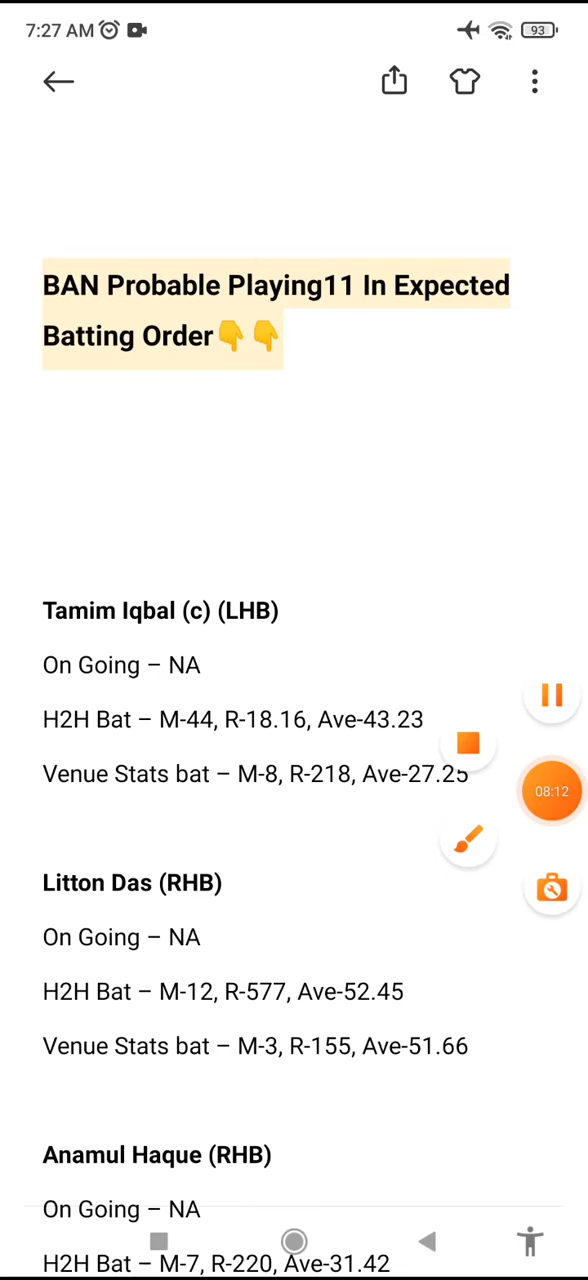 7:27 AM
93
BAN Probable Playing11 In Expected
Batting Order👇👇
Tamim Iqbal (c) (LHB)
On Going – NA
H2H Bat – M-44, R-18.16, Ave-43.23
Venue Stats bat – M-8, R-218, Ave-27.25
08:12
Litton Das (RHB)
On Going – NA
H2H Bat – M-12, R-577, Ave-52.45
Venue Stats bat – M-3, R-155, Ave-51.66
Anamul Haque (RHB)
On Going – NA
H2H Bat – M-7, R-220, Ave-31.42